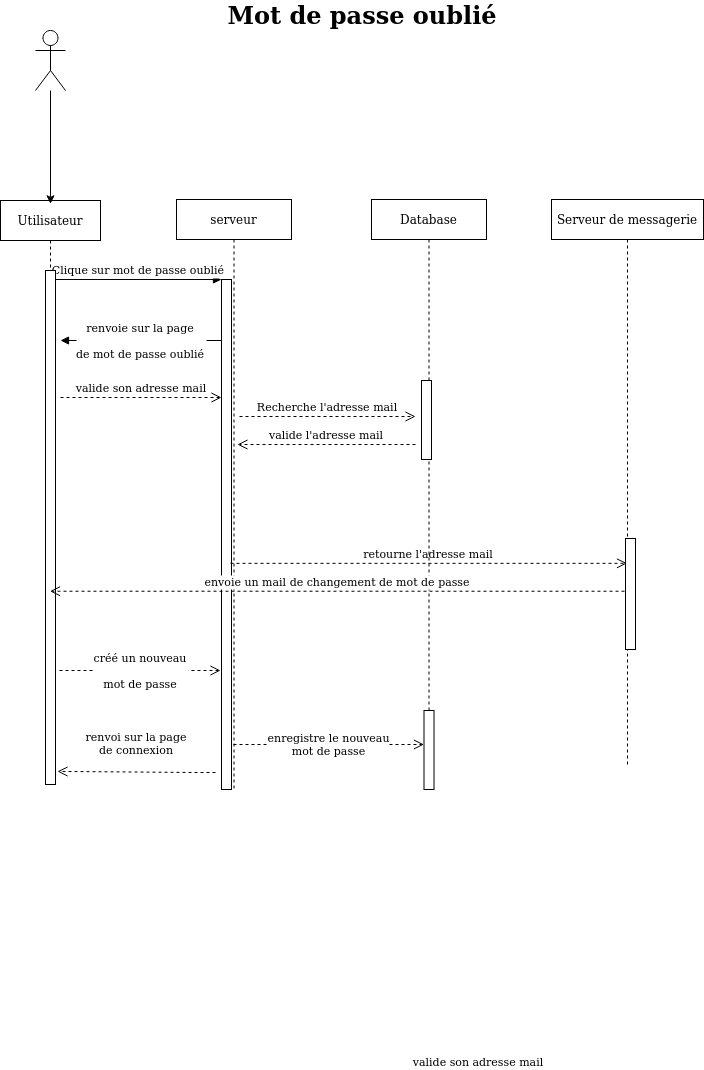 Mot de passe oublié
Utilisateur
serveur
Database
Serveur de messagerie
Clique sur mot de passe oublié
renvoie sur la page
de mot de passe oublié
valide son adresse mail
Recherche l'adresse mail
valide l'adresse mail
retourne l'adresse mail
envoie un mail de changement de mot de passe
créé un nouveau
mot de passe
enregistre le nouveau
mot de passe
renvoi sur la page
de connexion
valide son adresse mail